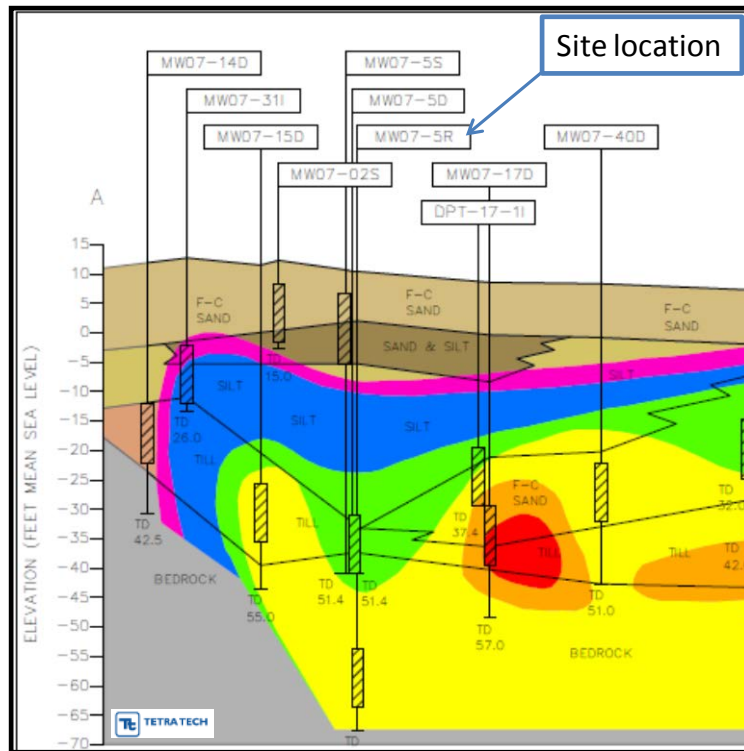 Site location
MW07-14D
MW07-5S
MW07-31I
MW07-5D
MW07-15D
MW07-5R
MW07-40D
MW07-02S
MW07-17D
DPT-17-1I
A
15
10
5
0
-5
-10
-15
-20
-25
-30
-35
-40
-45
-50
-55
-60
-65
-70
ELEVATION (FEET MEAN SEA LEVEL)
F-C
SAND
F-C
SAND
F-C
SAND
SAND & SILT
TD
15.0
SILT
SILT
SILT
SILT
TD
26.0
TILL
F-C
SAND
TD
32.0
TILL
TD
37.4
TILL
TILL
TD
42.5
TD
42.
BEDROCK
TD
51.4
TD
51.4
TD
55.0
TD
51.0
TD
57.0
BEDROCK
Tt TETRATECH
TD